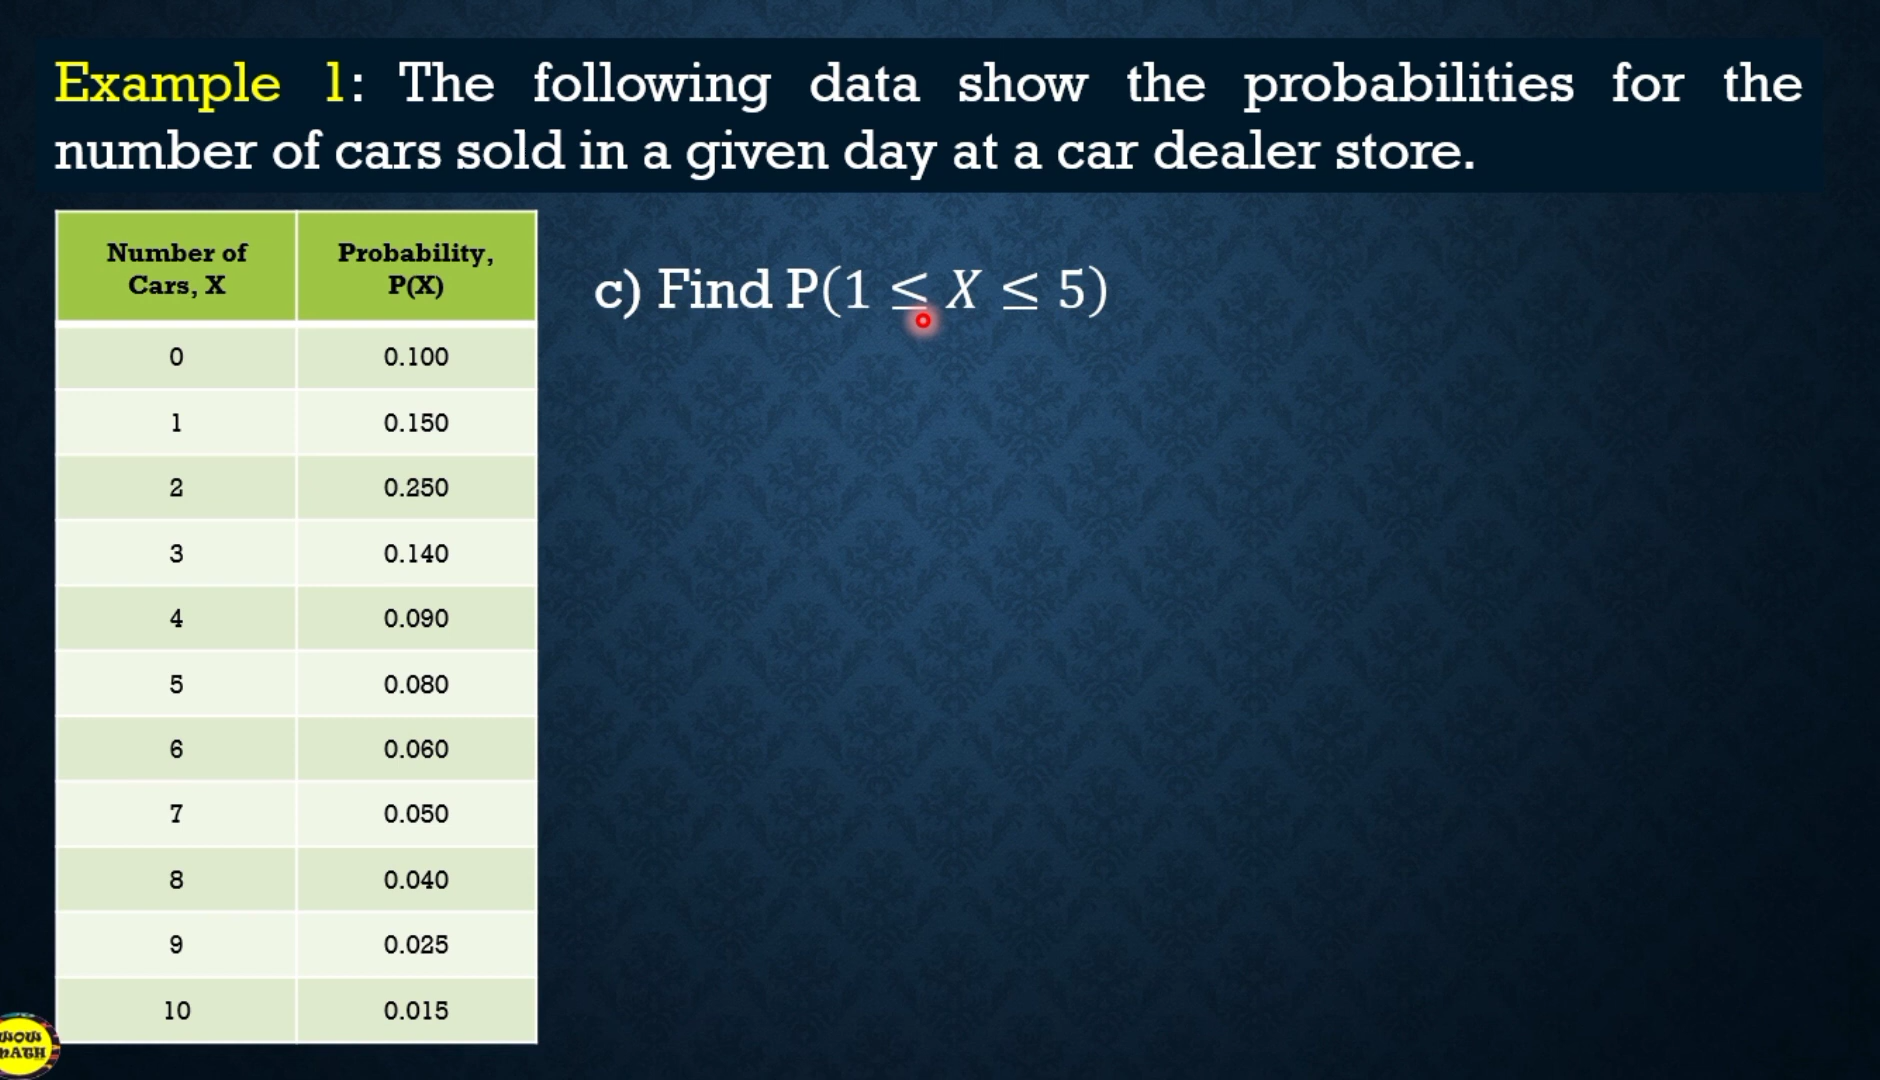 Example 1: The following data show the probabilities for the
number of cars sold in a given day at a car dealer store.
Number of Cars, X Probability, P(X)
0 0.100
1 0.150
2 0.250
3 0.140
4 0.090
5 0.080
6 0.060
7 0.050
8 0.040
9 0.025
10 0.015
c) Find P(1 ≤ X ≤ 5)
WOW
MATH